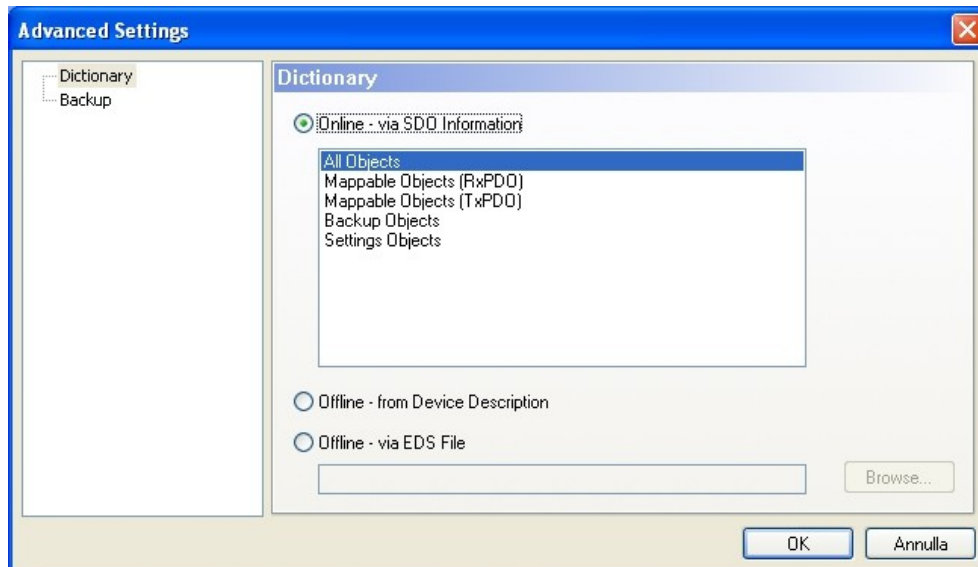 Advanced Settings
Dictionary
Backup
Dictionary
Online - via SDO Information
All Objects
Mappable Objects (RxPDO)
Mappable Objects (TxPDO)
Backup Objects
Settings Objects
Offline - from Device Description
Offline - via EDS File
Browse...
OK
Annulla